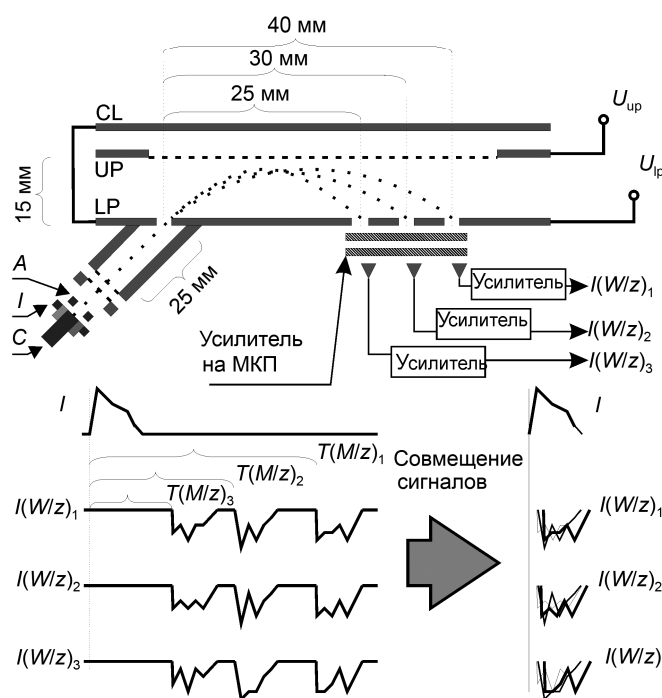 40 мм
30 мм
25 мм
CL
U_up
UP
U_lp
15 мм
LP
A
I
C
25 мм
Усилитель
I(W/z)₁
Усилитель
на МКП
Усилитель
I(W/z)₂
Усилитель
I(W/z)₃
I
I
T(M/z)₁
T(M/z)₂
T(M/z)₃
Совмещение
сигналов
I(W/z)₁
I(W/z)₁
I(W/z)₂
I(W/z)₂
I(W/z)₃
I(W/z)